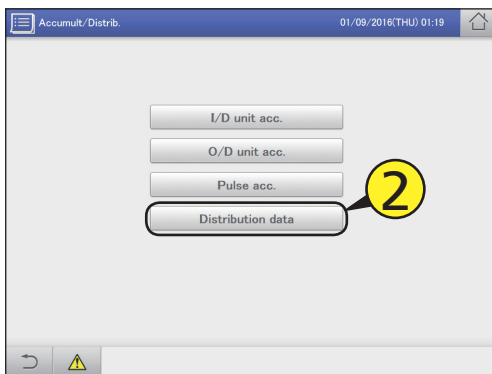 Accumult/Distrib. 01/09/2016(THU) 01:19
I/D unit acc.
O/D unit acc.
Pulse acc.
Distribution data
2